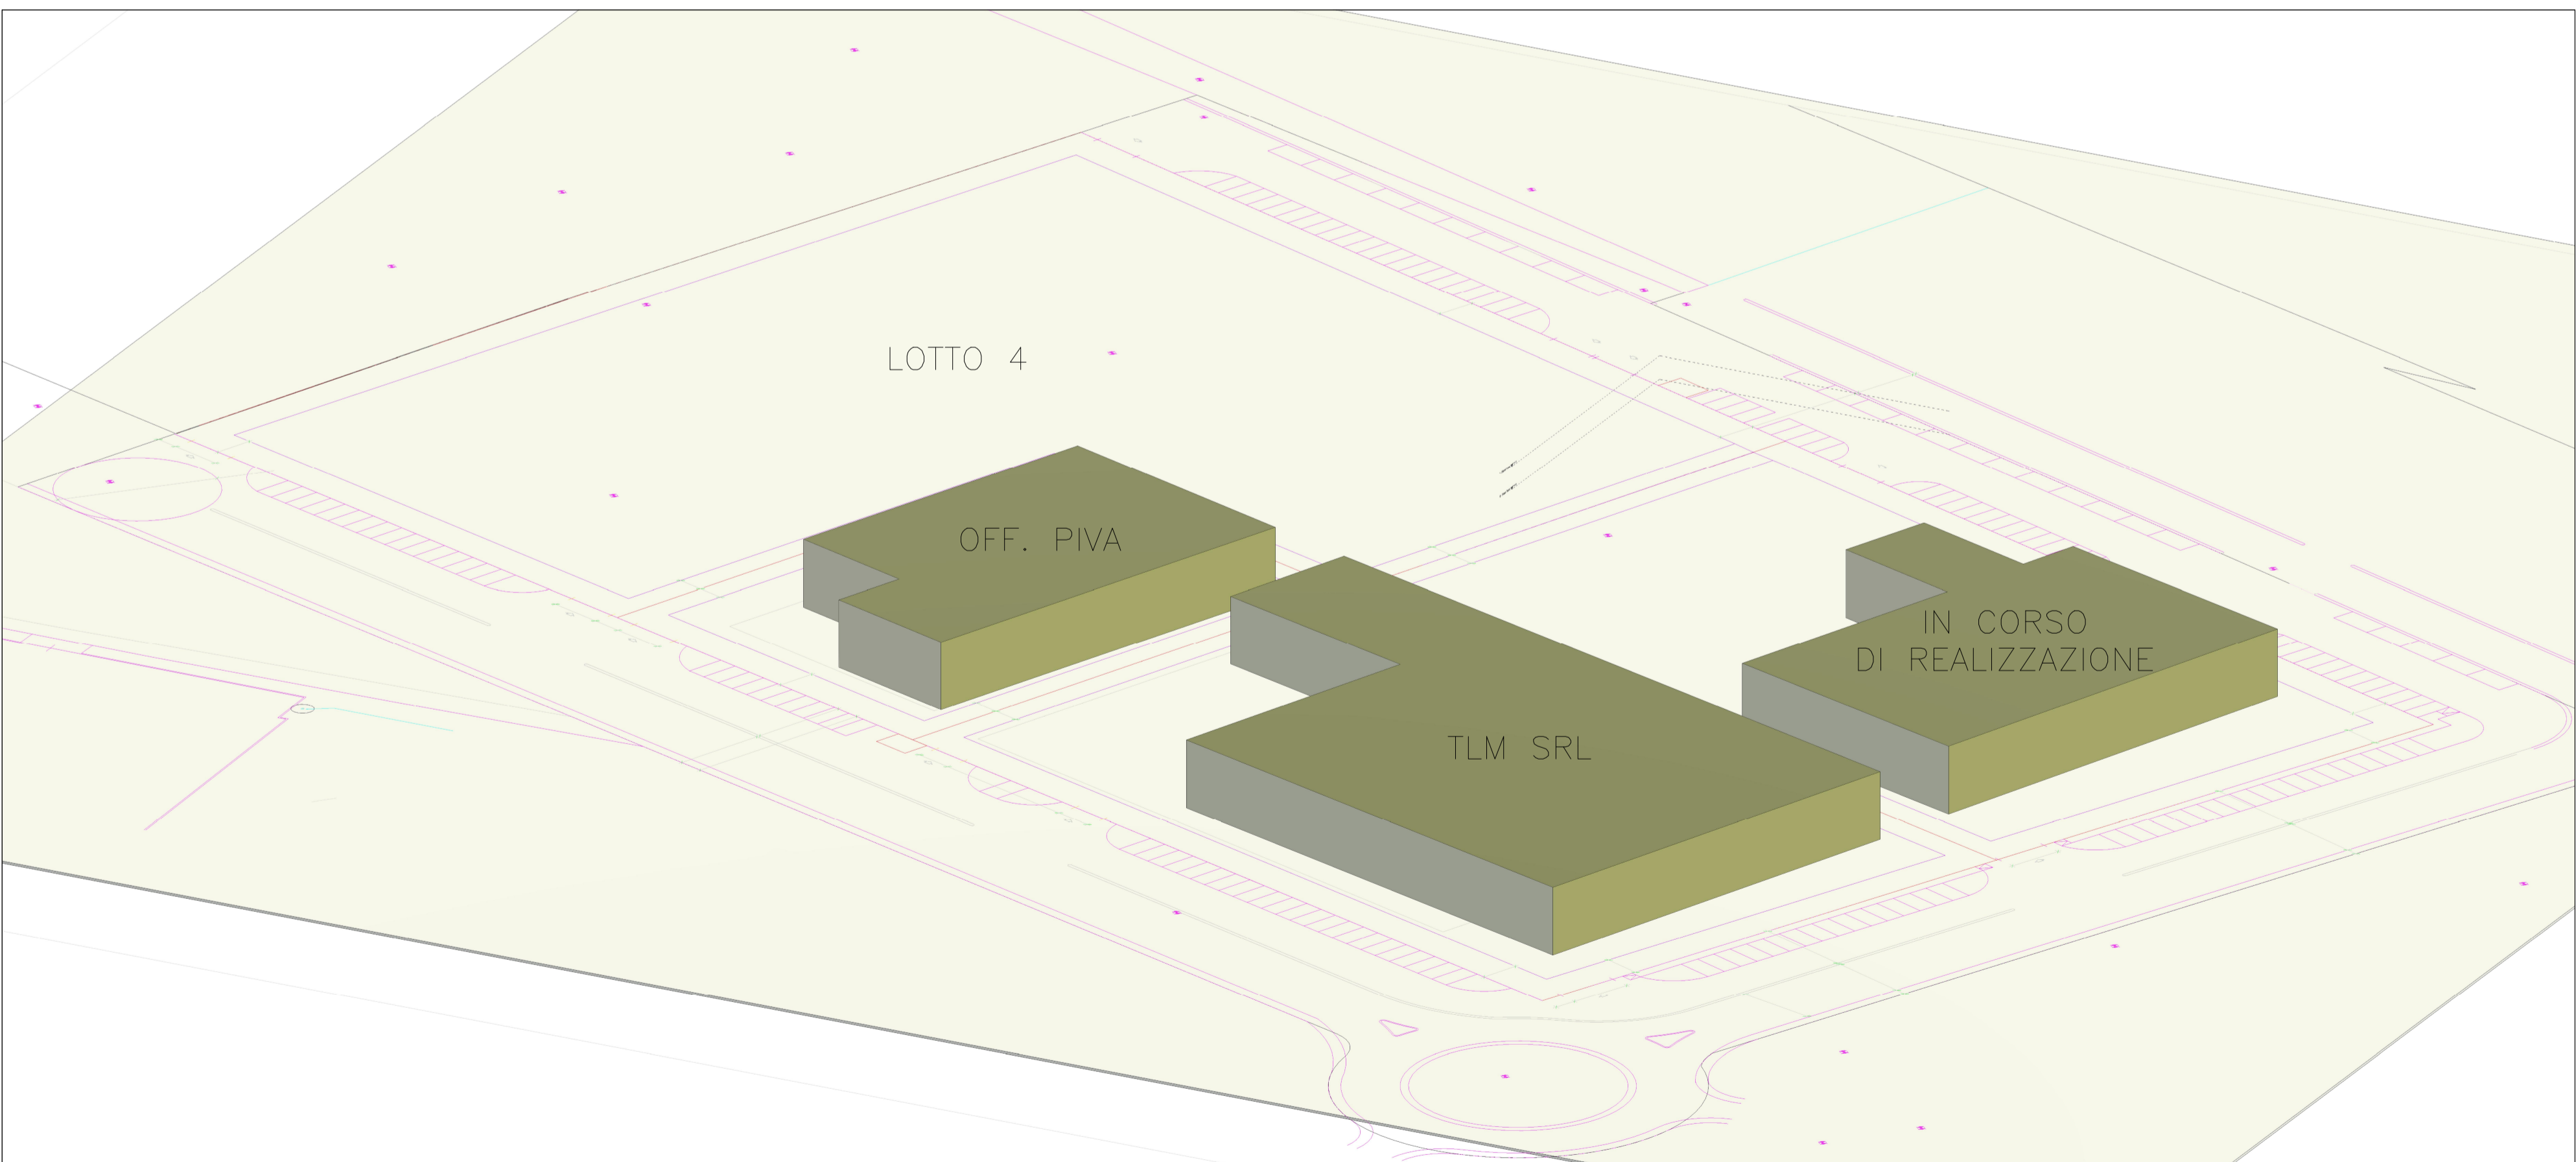 LOTTO 4
OFF. PIVA
IN CORSO
DI REALIZZAZIONE
TLM SRL